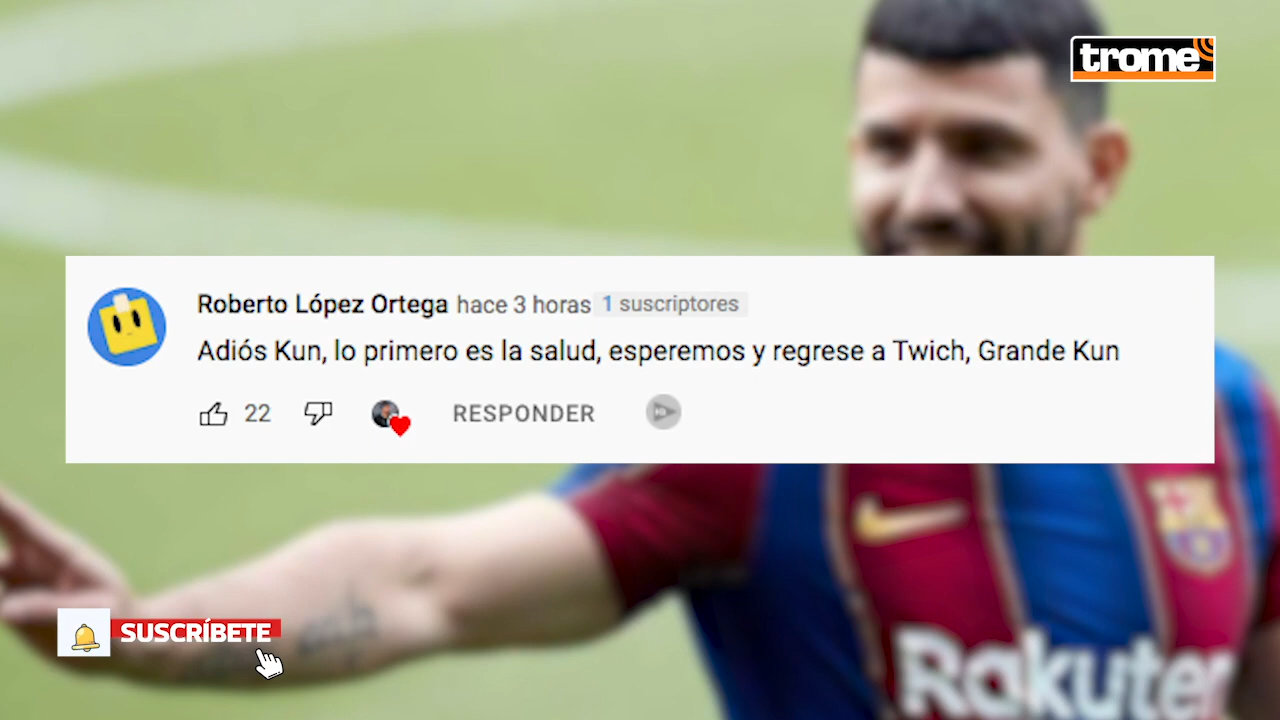 trome
Roberto López Ortega hace 3 horas 1 suscriptores
Adiós Kun, lo primero es la salud, esperemos y regrese a Twich, Grande Kun
22 RESPONDER
SUSCRÍBETE
Rakuten